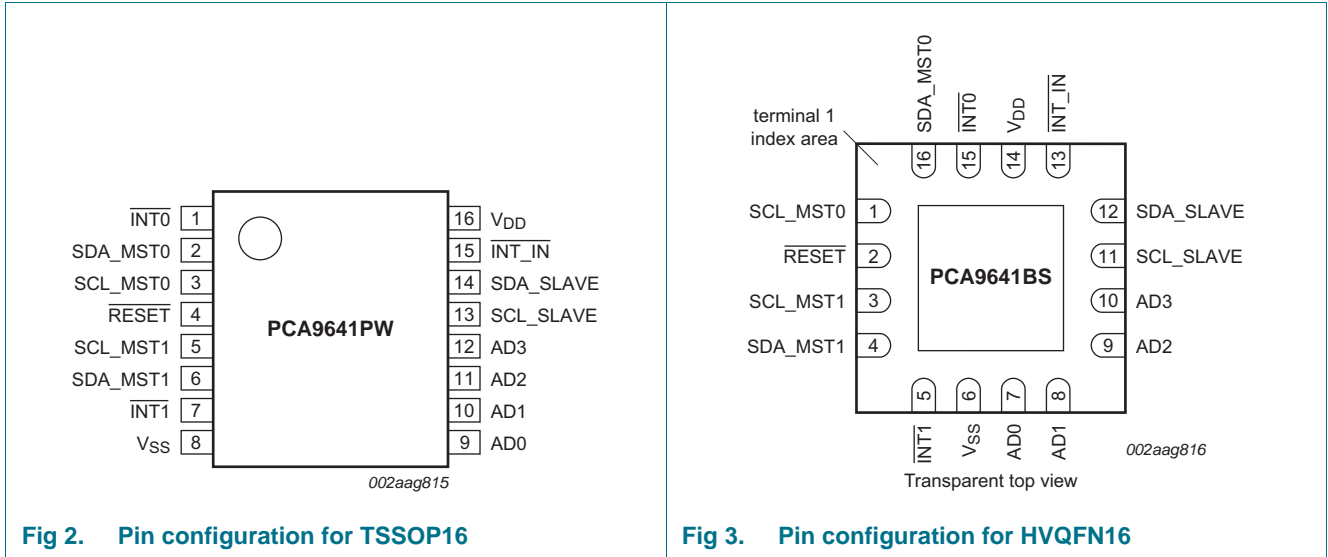 INT0 1
SDA_MST0 2
SCL_MST0 3
RESET 4
SCL_MST1 5
SDA_MST1 6
INT1 7
VSS 8
PCA9641PW
16 VDD
15 INT_IN
14 SDA_SLAVE
13 SCL_SLAVE
12 AD3
11 AD2
10 AD1
9 AD0
002aag815
Fig 2. Pin configuration for TSSOP16
terminal 1
index area
SDA_MST0
INT0
VDD
INT_IN
16 15 14 13
SCL_MST0 1
RESET 2
SCL_MST1 3
SDA_MST1 4
PCA9641BS
12 SDA_SLAVE
11 SCL_SLAVE
10 AD3
9 AD2
5 6 7 8
INT1
VSS
AD0
AD1
002aag816
Transparent top view
Fig 3. Pin configuration for HVQFN16